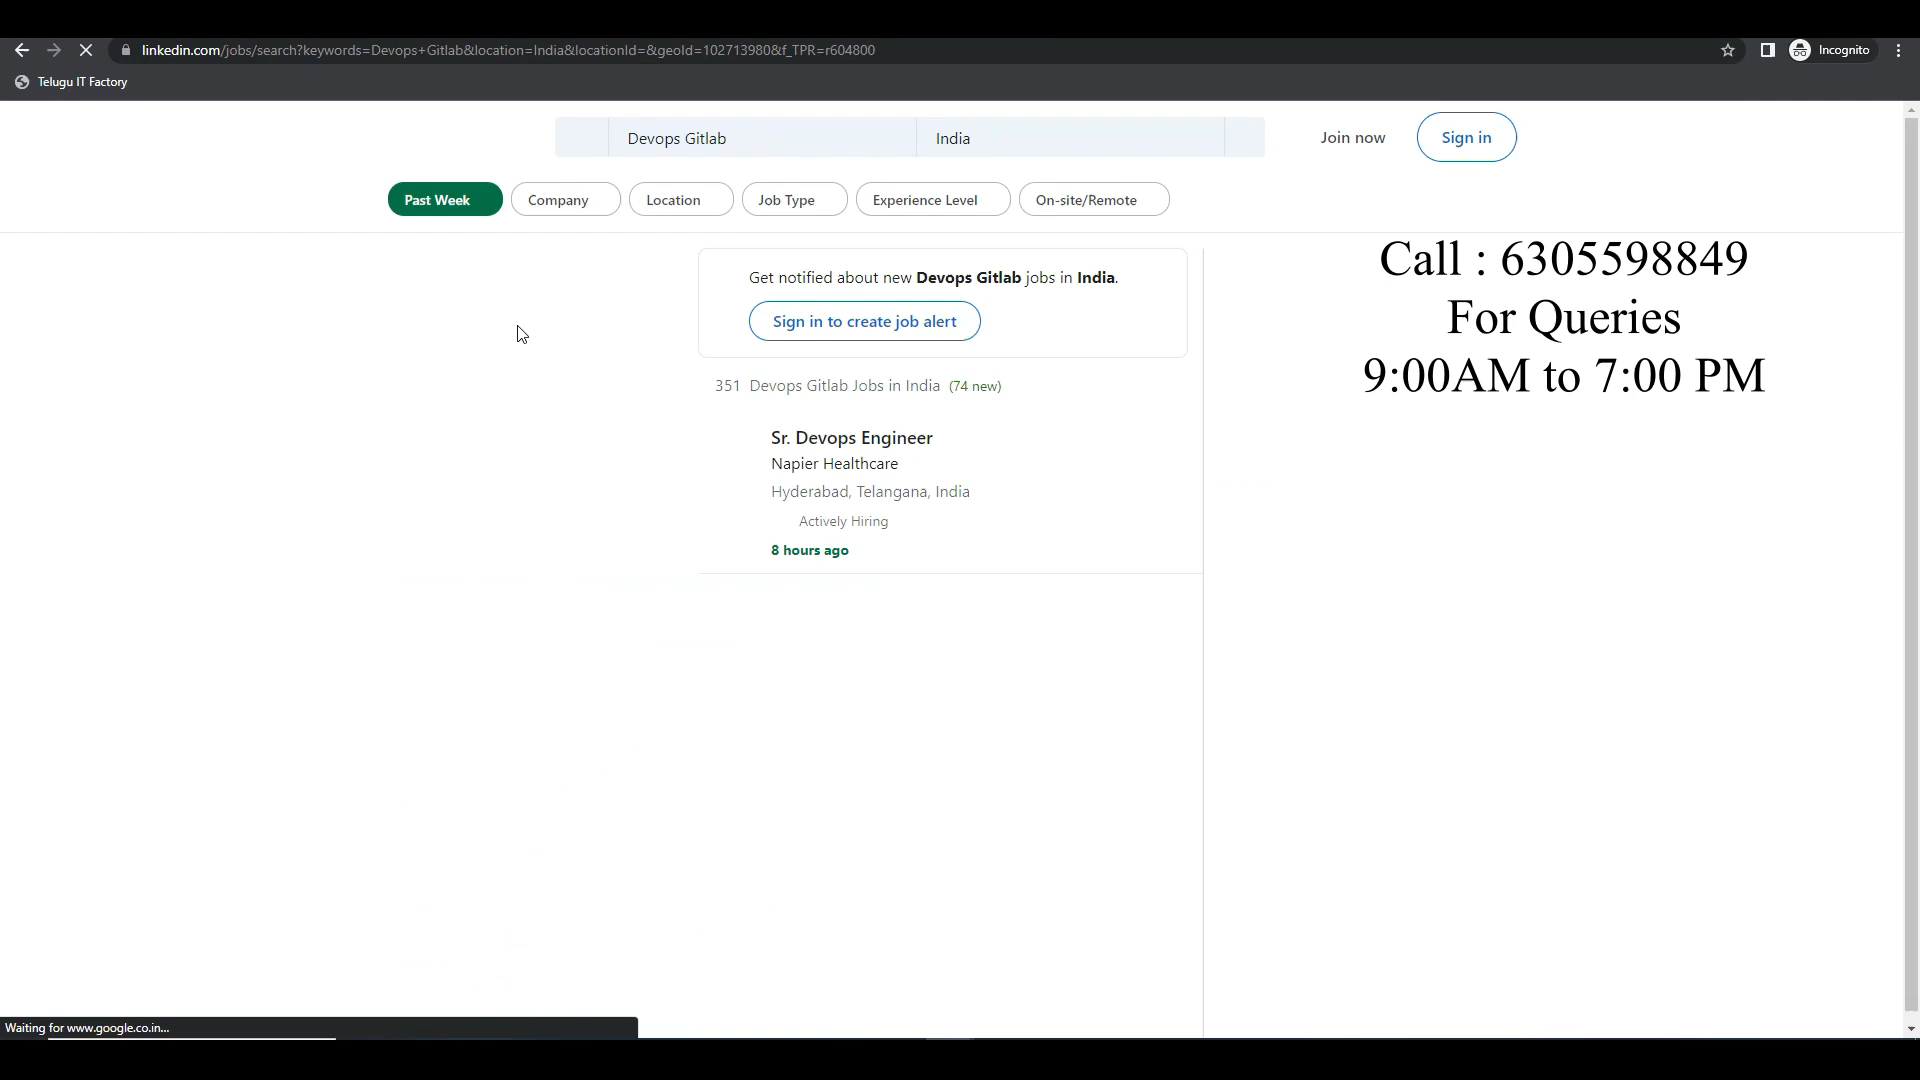 linkedin.com/jobs/search?keywords=Devops+Gitlab&location=India&locationId=&geoId=102713980&f_TPR=r604800
Incognito
Telugu IT Factory
Devops Gitlab
India
Join now
Sign in
Past Week
Company
Location
Job Type
Experience Level
On-site/Remote
Get notified about new Devops Gitlab jobs in India.
Sign in to create job alert
351 Devops Gitlab Jobs in India (74 new)
Sr. Devops Engineer
Napier Healthcare
Hyderabad, Telangana, India
Actively Hiring
8 hours ago
Call : 6305598849
For Queries
9:00AM to 7:00 PM
Waiting for www.google.co.in...